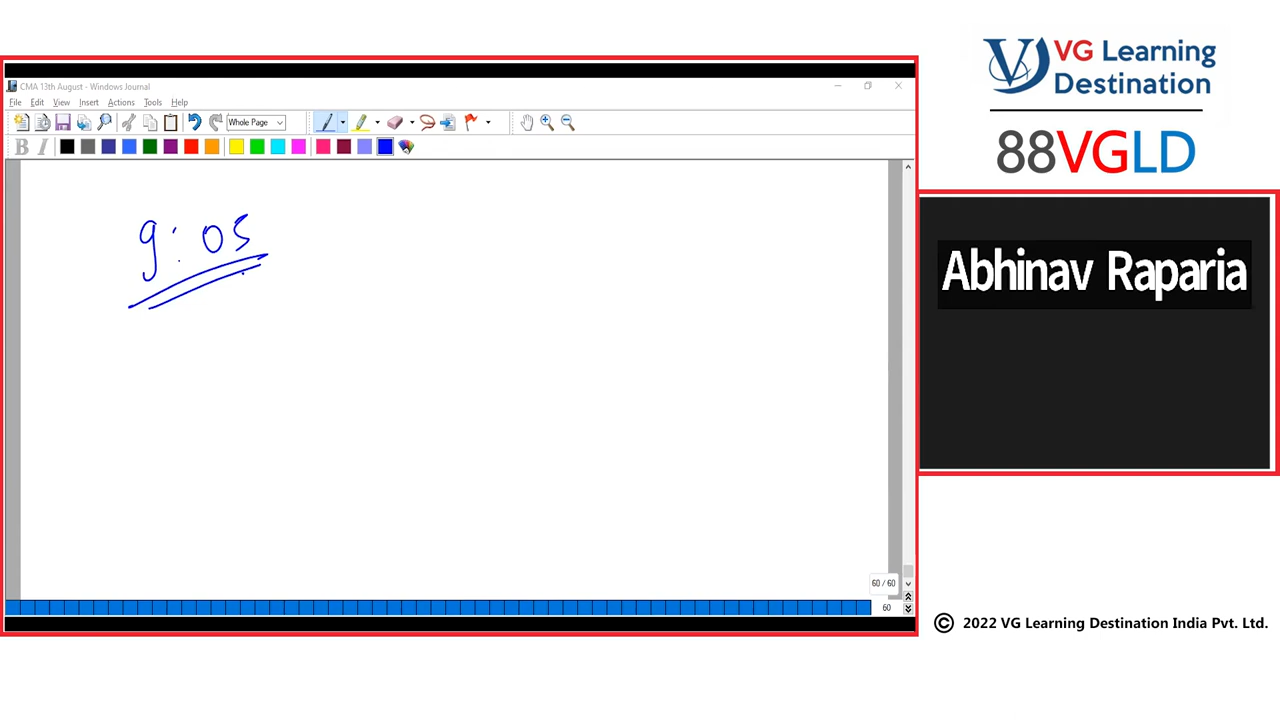 CMA 13th August - Windows Journal
File Edit View Insert Actions Tools Help
Whole Page
B I
9: 05
60 / 60
60
VG Learning
Destination
88VGLD
Abhinav Raparia
© 2022 VG Learning Destination India Pvt. Ltd.